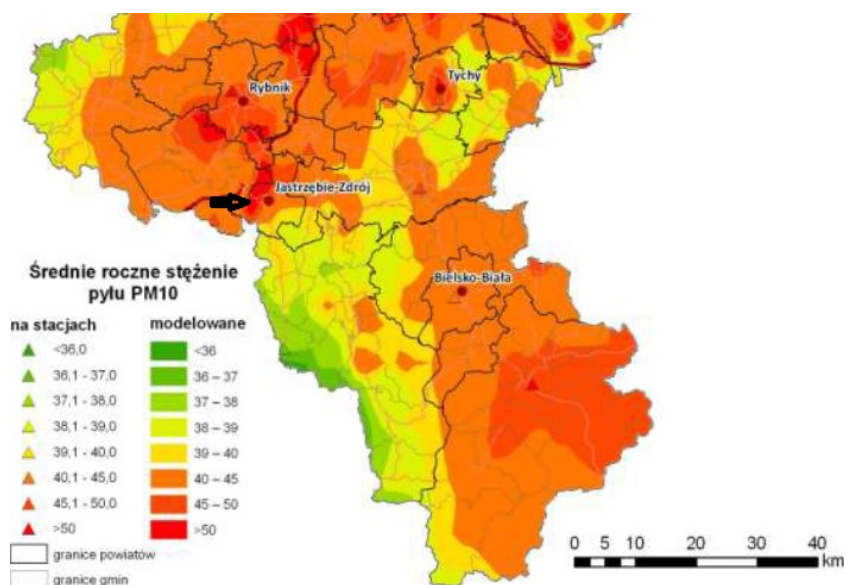 Rybnik
Tychy
Jastrzębie-Zdrój
Bielsko-Biała
Średnie roczne stężenie
pyłu PM10
na stacjach modelowane
<36,0 <36
36,1 - 37,0 36 – 37
37,1 - 38,0 37 – 38
38,1 - 39,0 38 – 39
39,1 - 40,0 39 – 40
40,1 - 45,0 40 – 45
45,1 - 50,0 45 – 50
>50 >50
granice powiatów
granice gmin
0 5 10 20 30 40
km